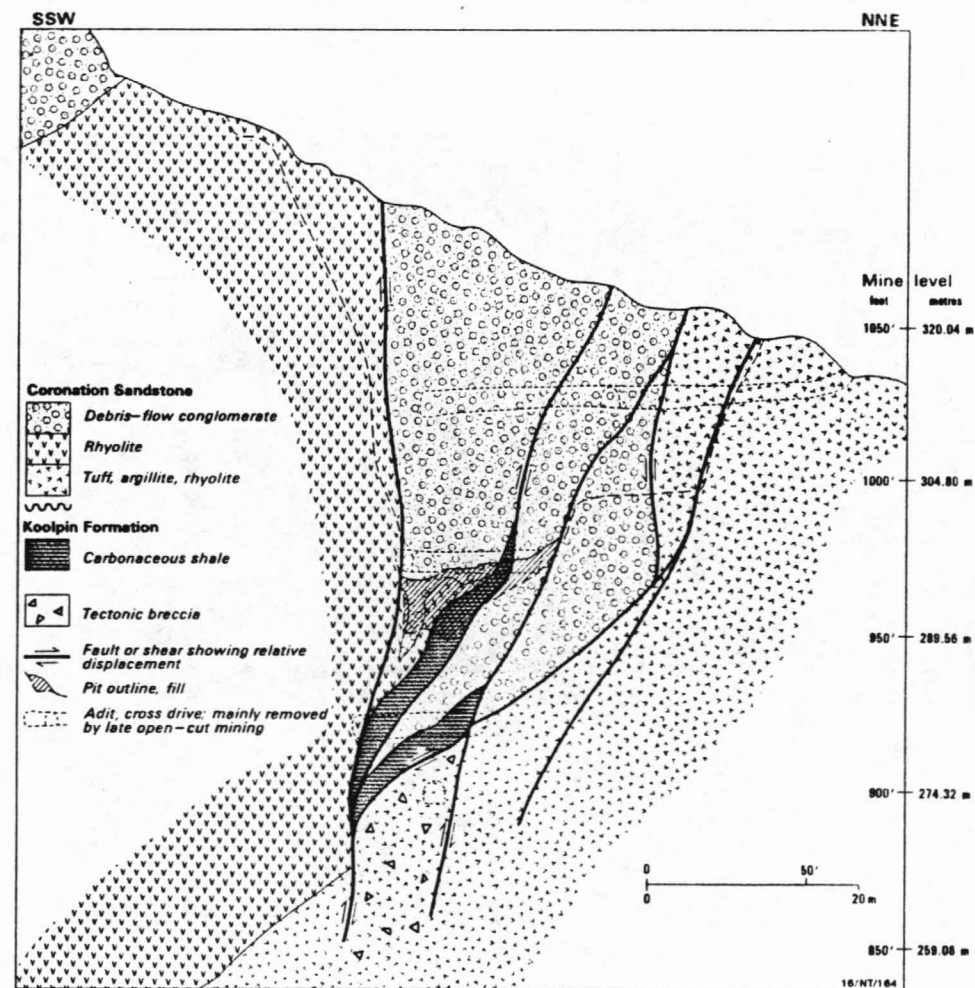 SSW
NNE
Mine level
feet metres
1050' 320.04 m
1000' 304.80 m
950' 289.56 m
900' 274.32 m
850' 259.08 m
Coronation Sandstone
Debris-flow conglomerate
Rhyolite
Tuff, argillite, rhyolite
Koolpin Formation
Carbonaceous shale
Tectonic breccia
Fault or shear showing relative
displacement
Pit outline, fill
Adit, cross drive; mainly removed
by late open-cut mining
0 50'
0 20 m
16/NT/164